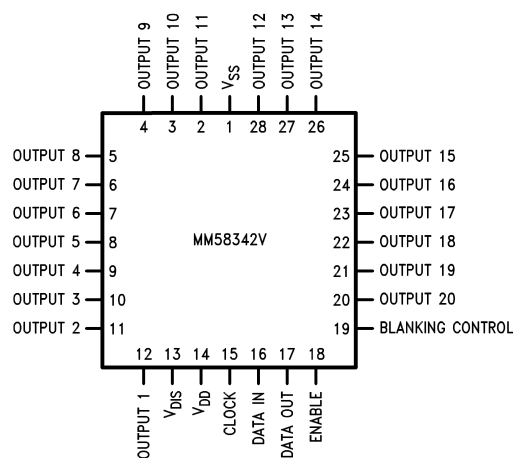 OUTPUT 9
OUTPUT 10
OUTPUT 11
VSS
OUTPUT 12
OUTPUT 13
OUTPUT 14
4 3 2 1 28 27 26
OUTPUT 8 5 25 OUTPUT 15
OUTPUT 7 6 24 OUTPUT 16
OUTPUT 6 7 23 OUTPUT 17
OUTPUT 5 8 MM58342V 22 OUTPUT 18
OUTPUT 4 9 21 OUTPUT 19
OUTPUT 3 10 20 OUTPUT 20
OUTPUT 2 11 19 BLANKING CONTROL
12 13 14 15 16 17 18
OUTPUT 1
VDIS
VDD
CLOCK
DATA IN
DATA OUT
ENABLE